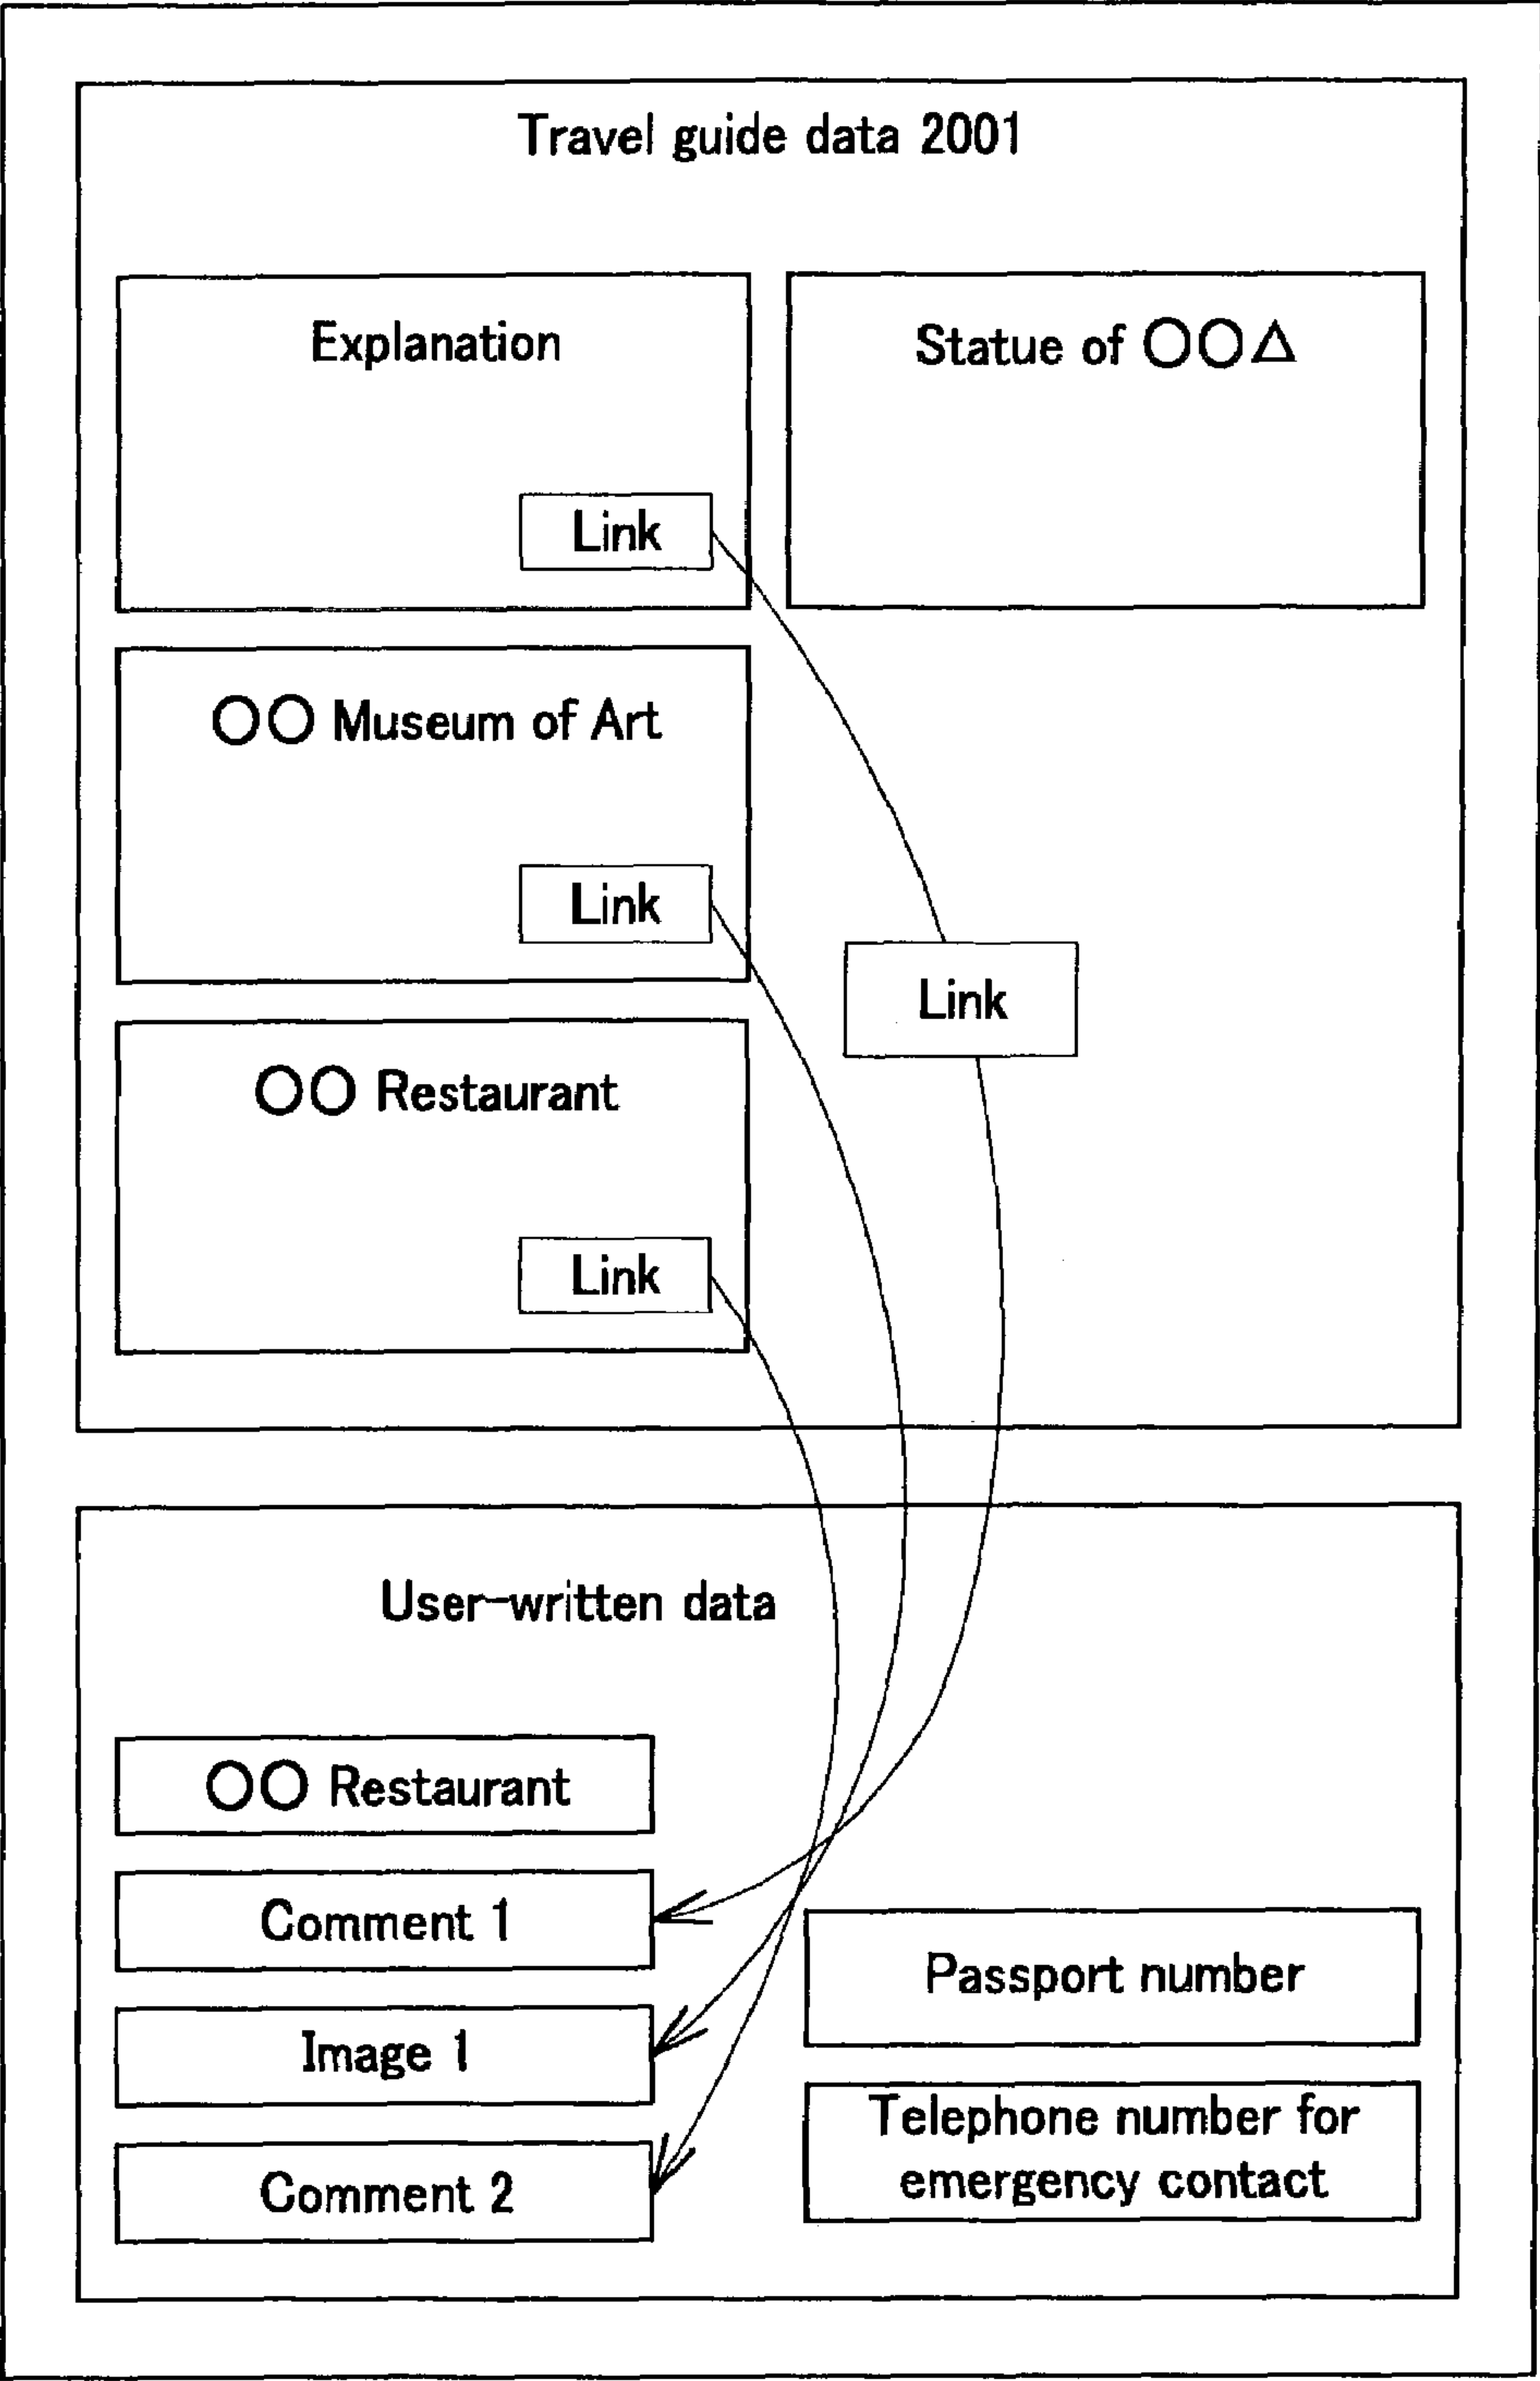 Travel guide data 2001
Explanation
Link
Statue of ○○△
○○ Museum of Art
Link
Link
○○ Restaurant
Link
User-written data
○○ Restaurant
Comment 1
Image 1
Comment 2
Passport number
Telephone number for
emergency contact